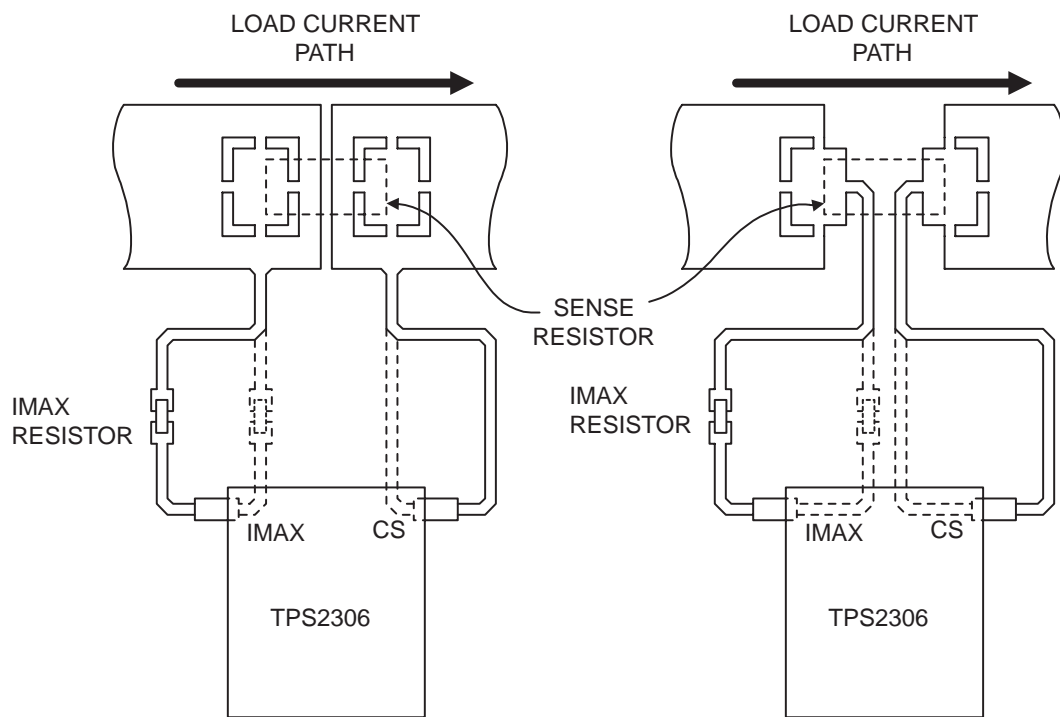 LOAD CURRENT
PATH
LOAD CURRENT
PATH
SENSE
RESISTOR
IMAX
RESISTOR
IMAX
RESISTOR
IMAX
CS
IMAX
CS
TPS2306
TPS2306